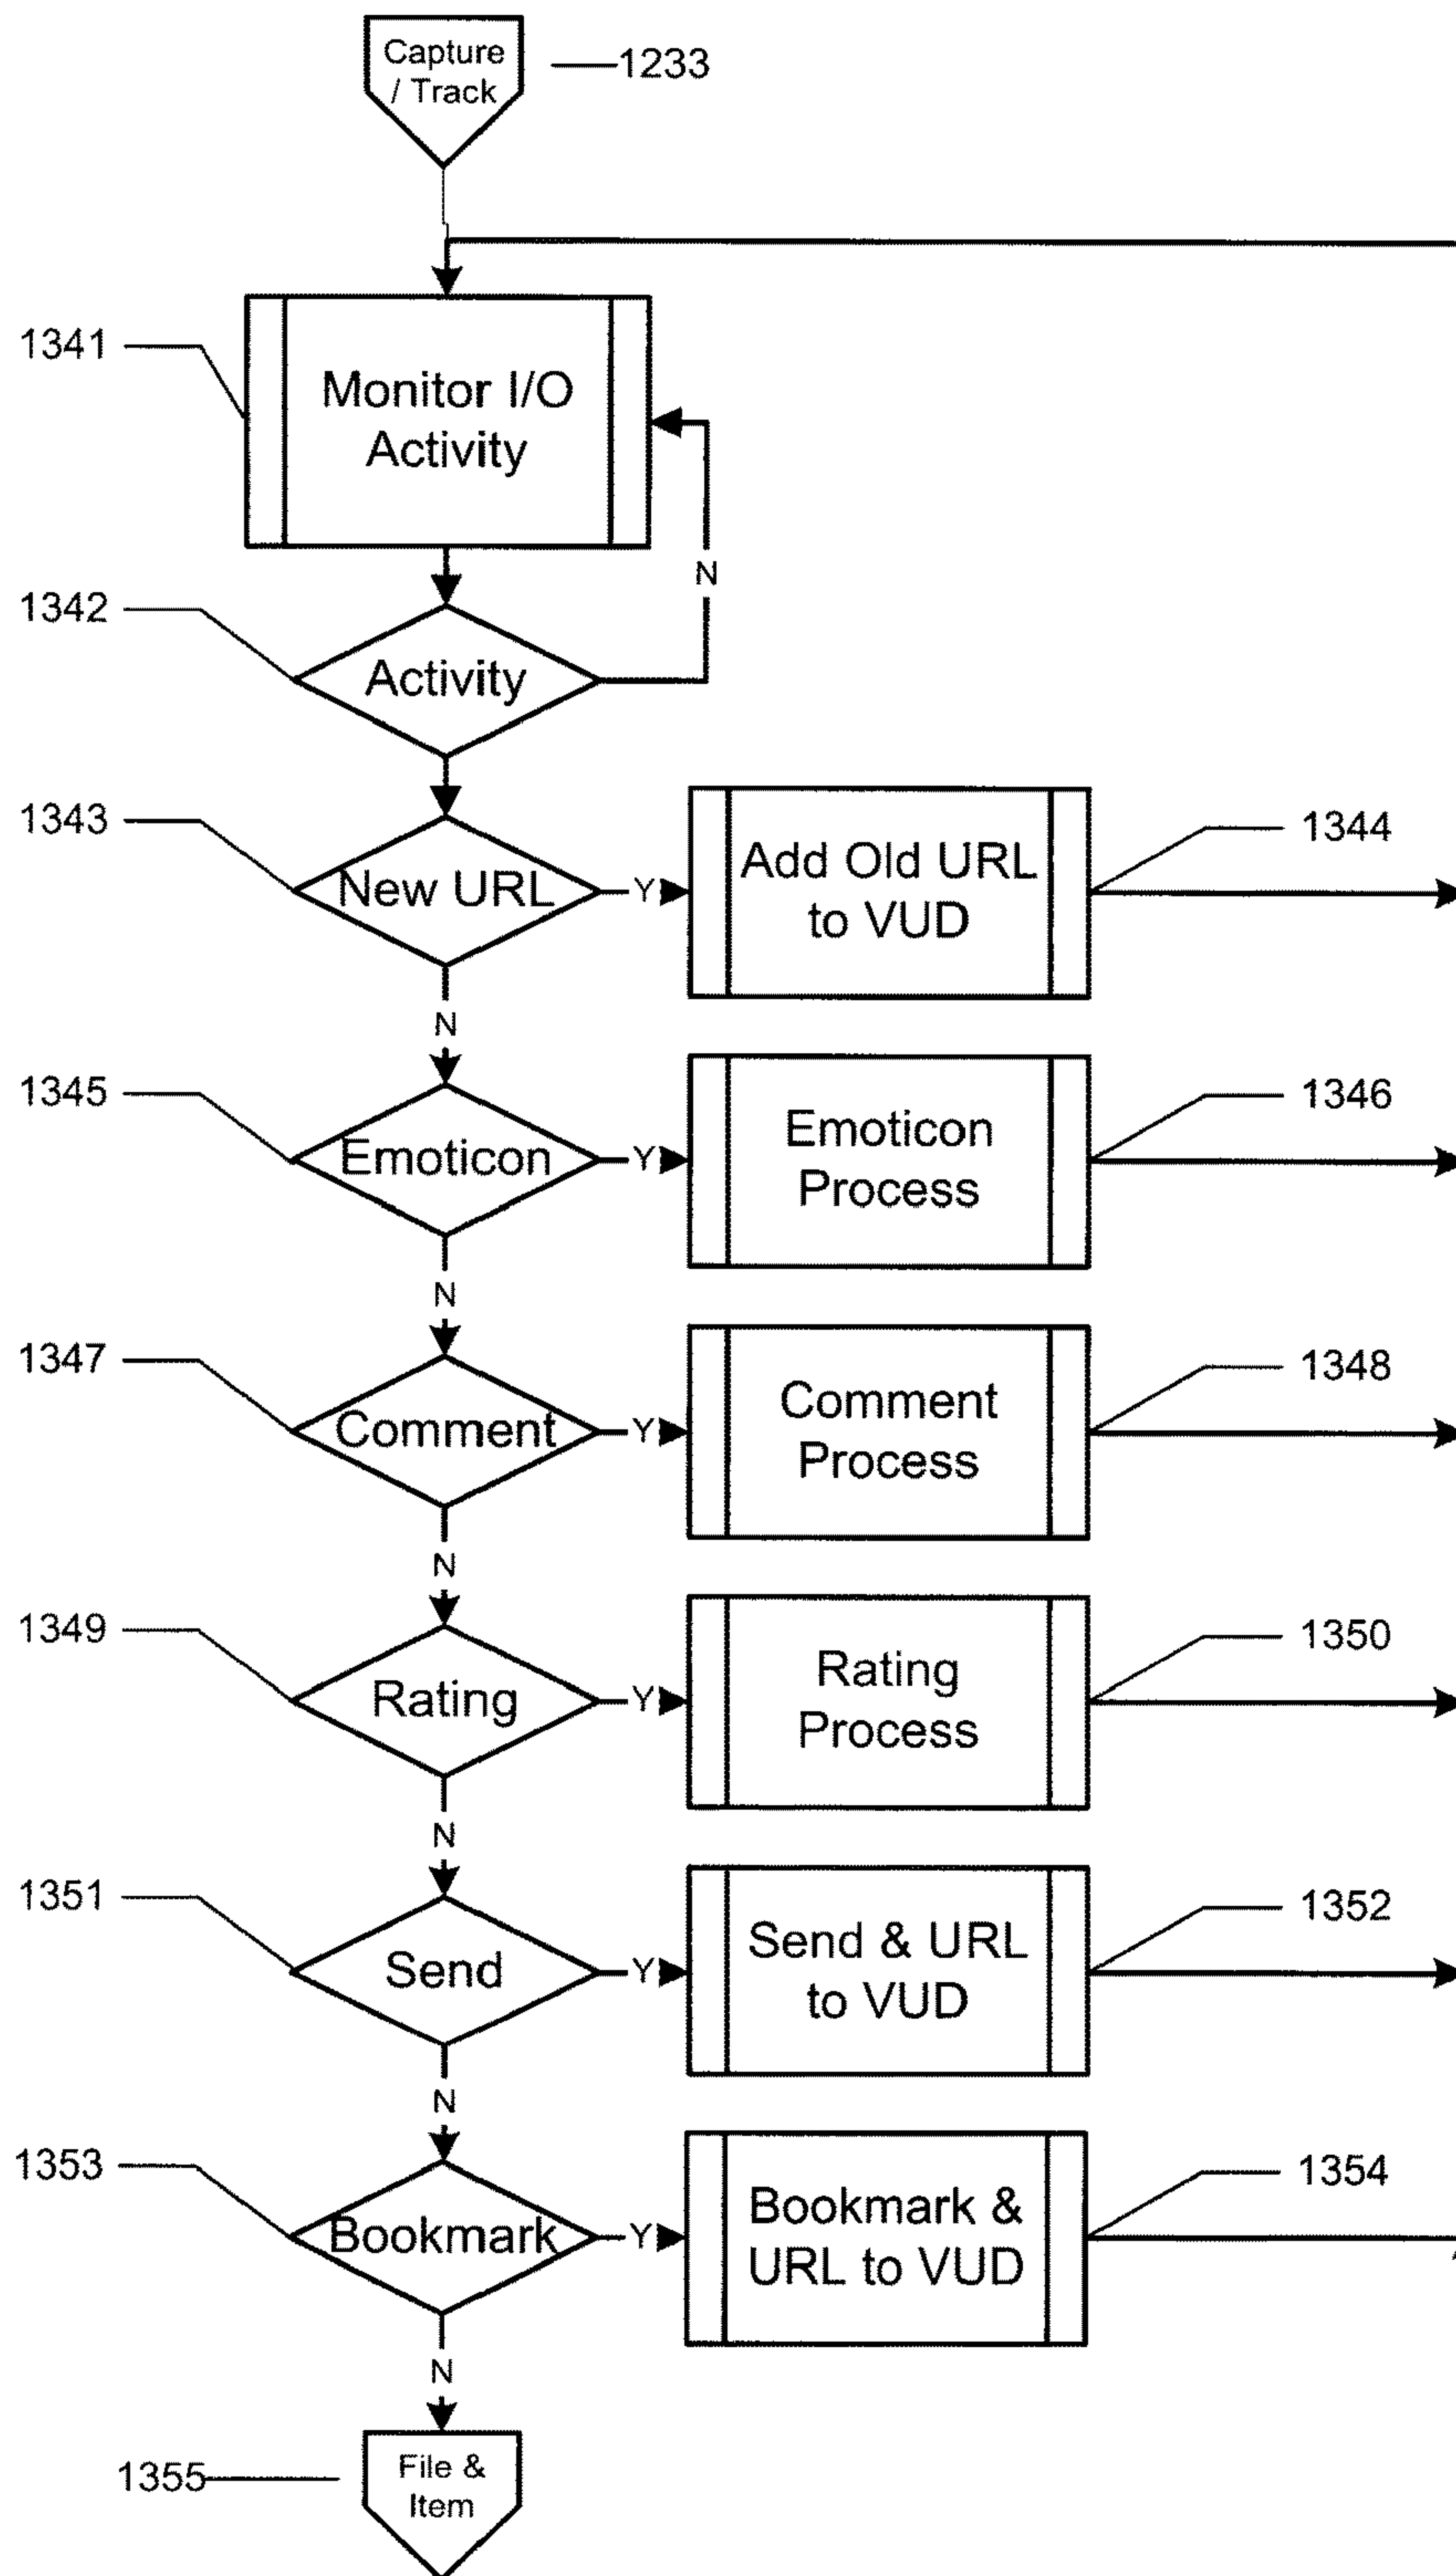 Capture
/ Track
1233
1341
Monitor I/O
Activity
N
1342
Activity
1343
New URL
Y
Add Old URL
to VUD
1344
N
1345
Emoticon
Y
Emoticon
Process
1346
N
1347
Comment
Y
Comment
Process
1348
N
1349
Rating
Y
Rating
Process
1350
N
1351
Send
Y
Send & URL
to VUD
1352
N
1353
Bookmark
Y
Bookmark &
URL to VUD
1354
N
1355
File &
Item